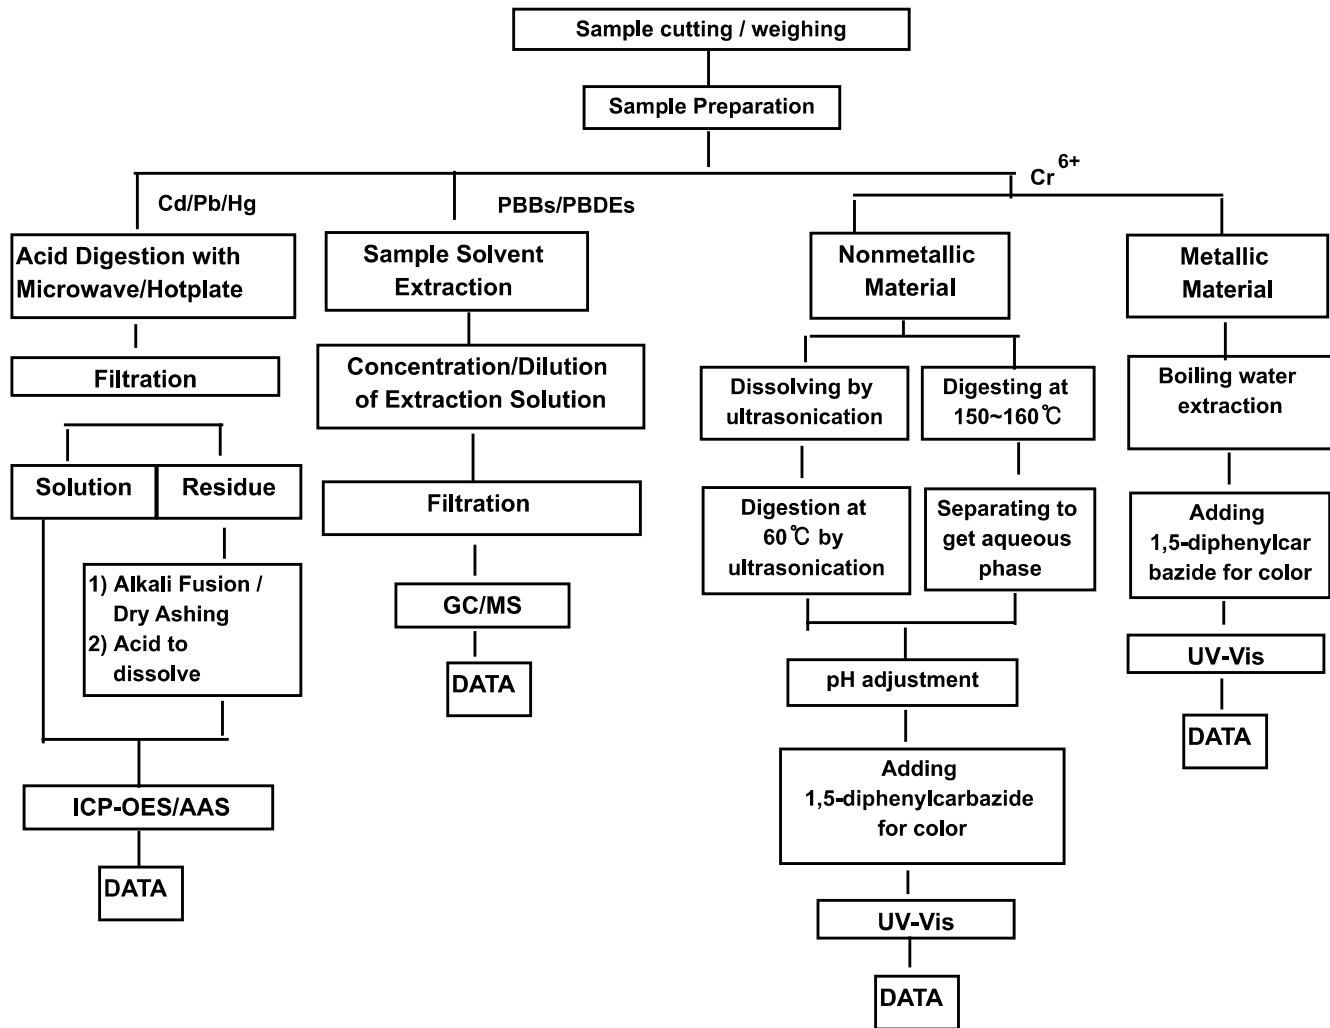 Sample cutting / weighing
Sample Preparation
Cr 6+
Cd/Pb/Hg
PBBs/PBDEs
Acid Digestion with
Microwave/Hotplate
Filtration
Solution
Residue
1) Alkali Fusion /
Dry Ashing
2) Acid to
dissolve
ICP-OES/AAS
DATA
Sample Solvent
Extraction
Concentration/Dilution
of Extraction Solution
Filtration
GC/MS
DATA
Nonmetallic
Material
Dissolving by
ultrasonication
Digestion at
60℃ by
ultrasonication
Digesting at
150~160℃
Separating to
get aqueous
phase
pH adjustment
Adding
1,5-diphenylcarbazide
for color
UV-Vis
DATA
Metallic
Material
Boiling water
extraction
Adding
1,5-diphenylcar
bazide for color
UV-Vis
DATA